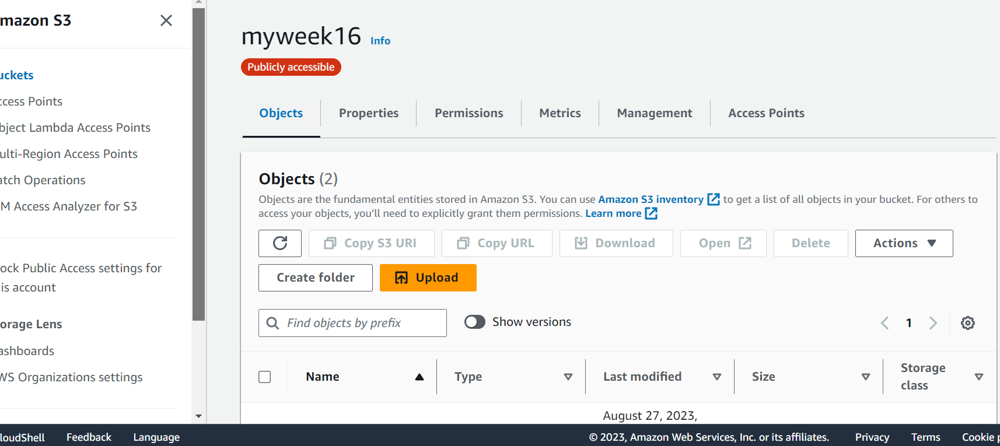 mazon S3
uckets
ccess Points
bject Lambda Access Points
ulti-Region Access Points
atch Operations
M Access Analyzer for S3
ock Public Access settings for
is account
orage Lens
ashboards
WS Organizations settings
myweek16 Info
Publicly accessible
Objects Properties Permissions Metrics Management Access Points
Objects (2)
Objects are the fundamental entities stored in Amazon S3. You can use Amazon S3 inventory to get a list of all objects in your bucket. For others to
access your objects, you'll need to explicitly grant them permissions. Learn more
Copy S3 URI Copy URL Download Open Delete Actions
Create folder Upload
Find objects by prefix Show versions 1
Name Type Last modified Size Storage
class
August 27, 2023,
loudShell Feedback Language © 2023, Amazon Web Services, Inc. or its affiliates. Privacy Terms Cookie p